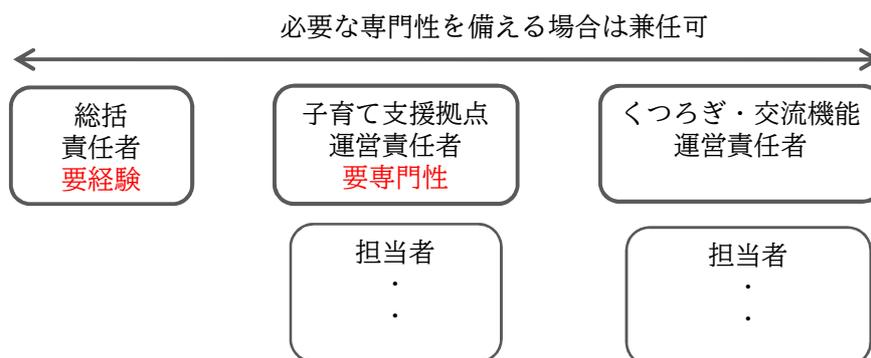 必要な専門性を備える場合は兼任可
総括
責任者
要経験
子育て支援拠点
運営責任者
要専門性
くつろぎ・交流機能
運営責任者
担当者
・
・
担当者
・
・